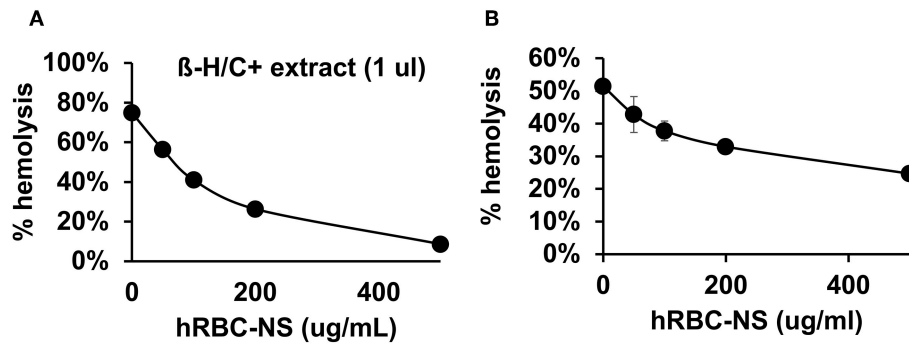 A
ß-H/C+ extract (1 ul)
% hemolysis
100%
80%
60%
40%
20%
0%
0
200
400
hRBC-NS (ug/mL)
B
% hemolysis
60%
50%
40%
30%
20%
10%
0%
0
200
400
hRBC-NS (ug/ml)